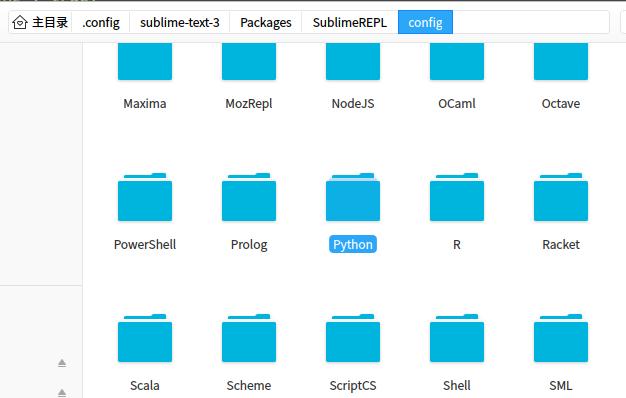 主目录 .config sublime-text-3 Packages SublimeREPL config
Maxima MozRepl NodeJS OCaml Octave
PowerShell Prolog Python R Racket
Scala Scheme ScriptCS Shell SML